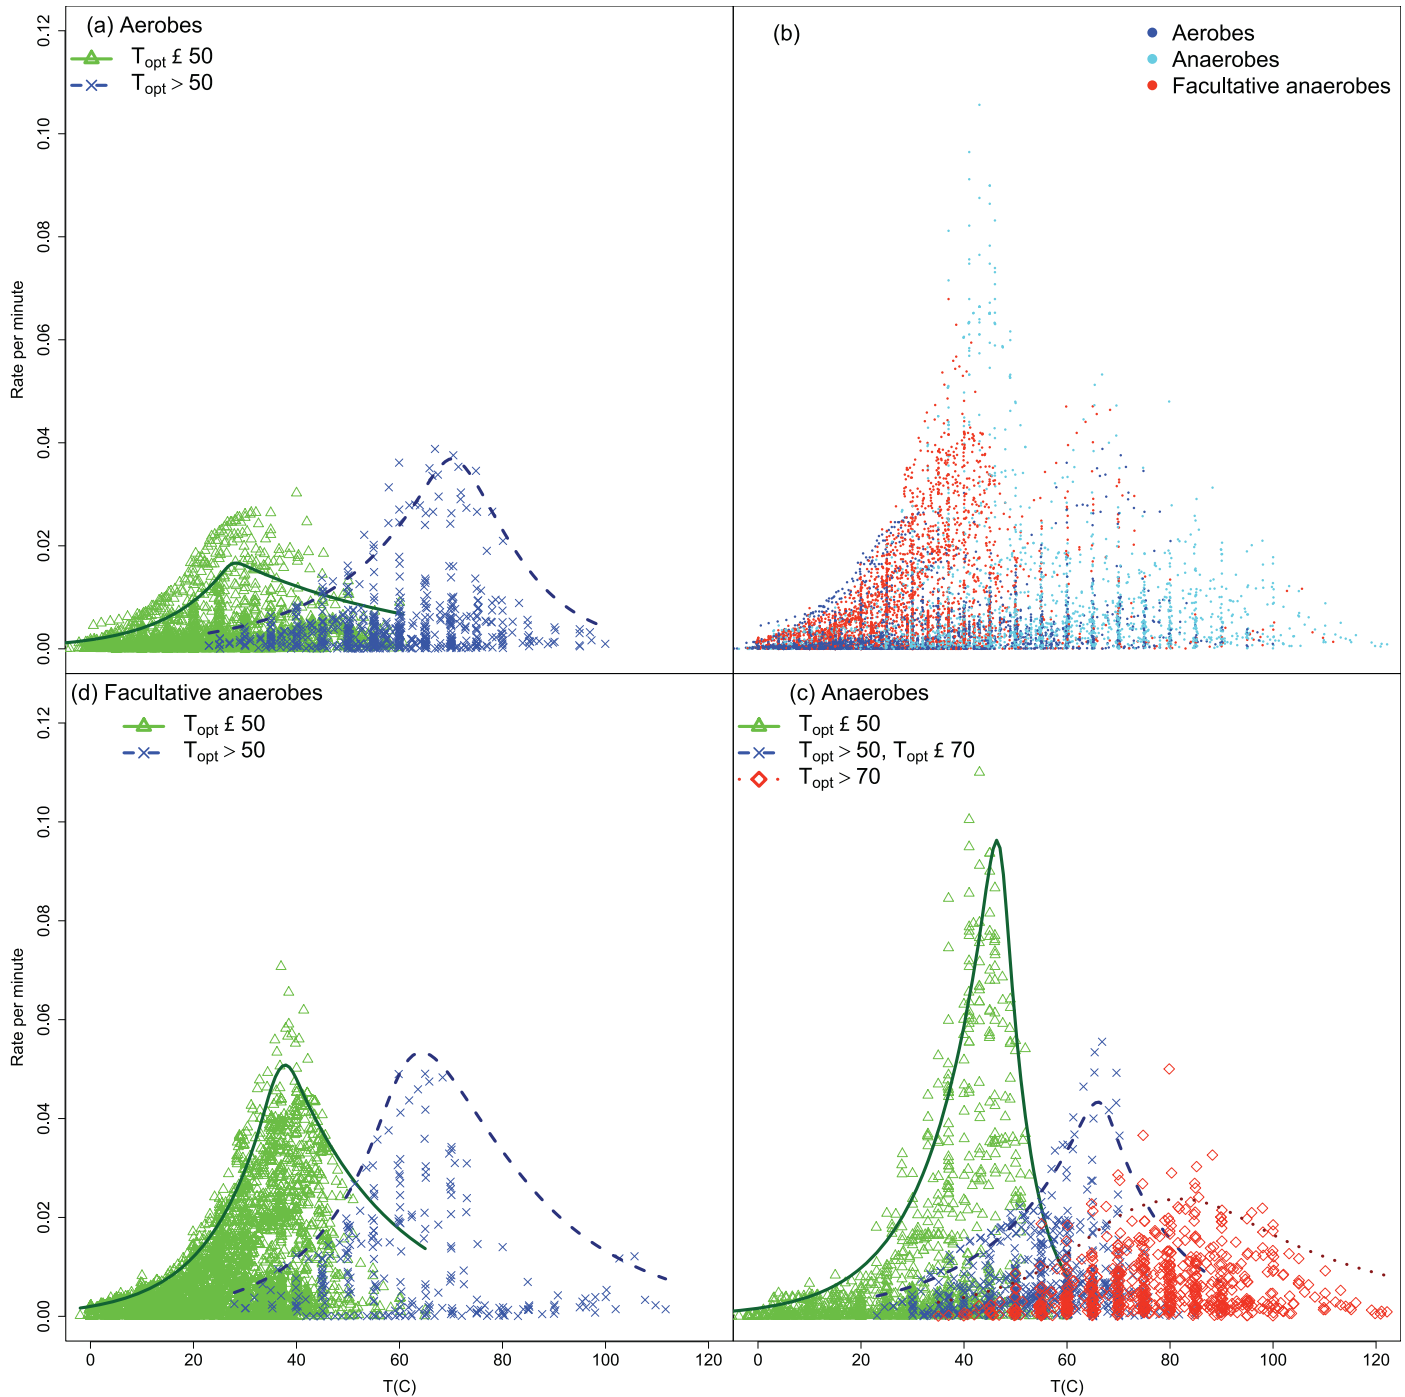 (a) Aerobes
Topt £ 50
Topt > 50
0.12
0.10
0.08
0.06
0.04
0.02
0.00
Rate per minute
(b)
Aerobes
Anaerobes
Facultative anaerobes
(d) Facultative anaerobes
Topt £ 50
Topt > 50
0.12
0.10
0.08
0.06
0.04
0.02
0.00
Rate per minute
0 20 40 60 80 100 120
T(C)
(c) Anaerobes
Topt £ 50
Topt > 50, Topt £ 70
Topt > 70
0 20 40 60 80 100 120
T(C)